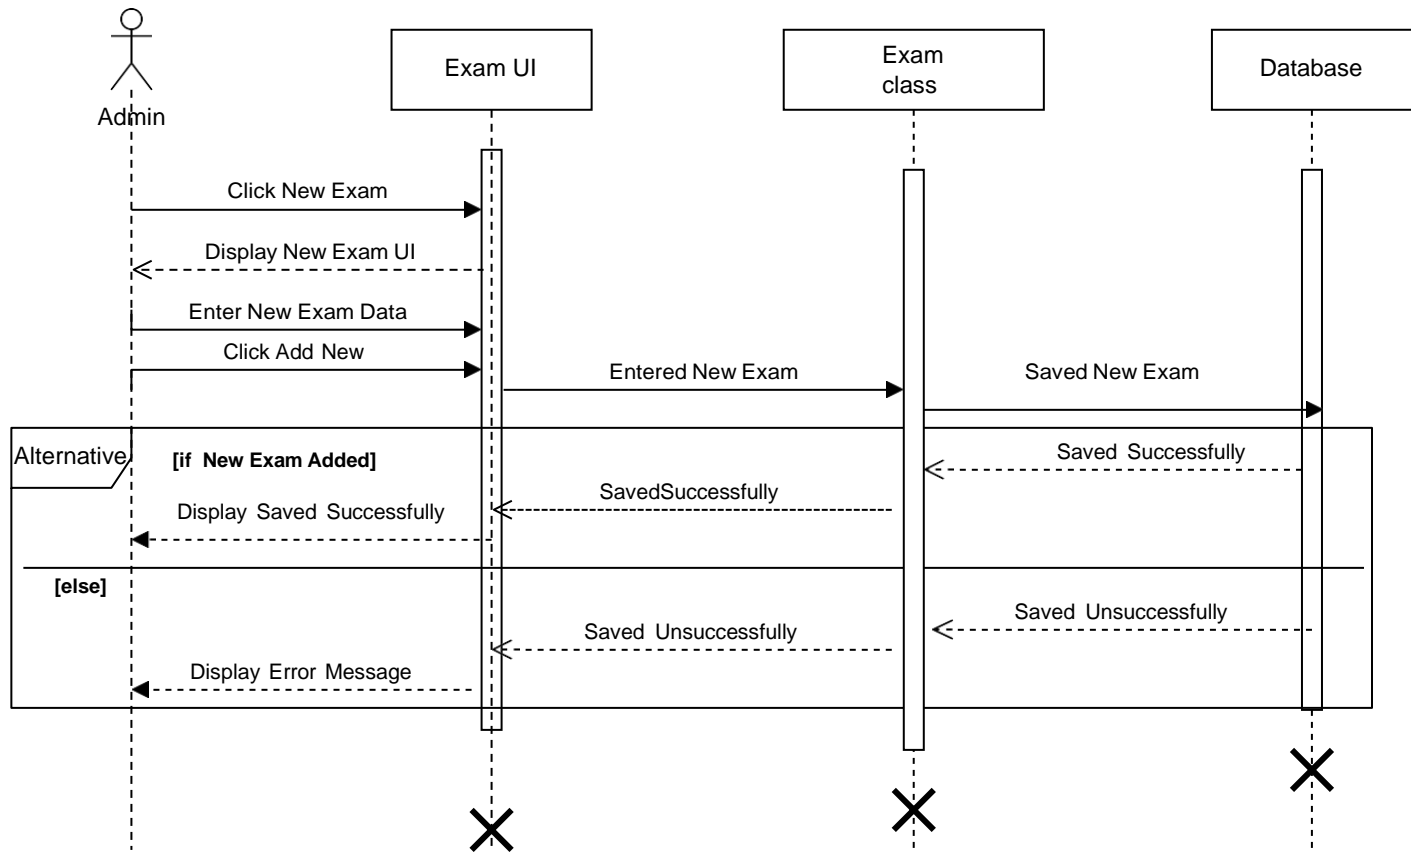 Admin
Exam UI
Exam
class
Database
Click New Exam
Display New Exam UI
Enter New Exam Data
Click Add New
Entered New Exam
Saved New Exam
Alternative
[if New Exam Added]
Saved Successfully
SavedSuccessfully
Display Saved Successfully
[else]
Saved Unsuccessfully
Saved Unsuccessfully
Display Error Message